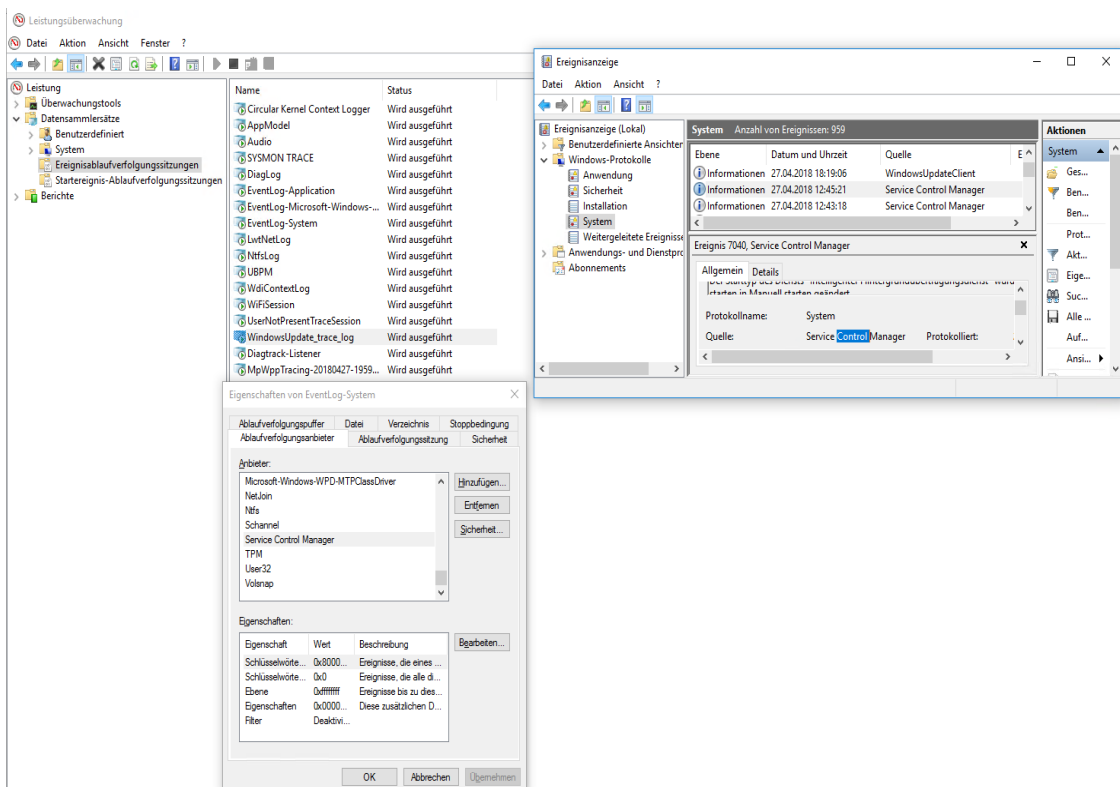 Leistungsüberwachung
Datei Aktion Ansicht Fenster ?
Leistung
Überwachungstools
Datensammlersätze
Benutzerdefiniert
System
Ereignisablaufverfolgungssitzungen
Startereignis-Ablaufverfolgungssitzungen
Berichte
Name Status
Circular Kernel Context Logger Wird ausgeführt
AppModel Wird ausgeführt
Audio Wird ausgeführt
SYSMON TRACE Wird ausgeführt
DiagLog Wird ausgeführt
EventLog-Application Wird ausgeführt
EventLog-Microsoft-Windows-... Wird ausgeführt
EventLog-System Wird ausgeführt
LwtNetLog Wird ausgeführt
NtfsLog Wird ausgeführt
UBPM Wird ausgeführt
WdiContextLog Wird ausgeführt
WiFiSession Wird ausgeführt
UserNotPresentTraceSession Wird ausgeführt
WindowsUpdate_trace_log Wird ausgeführt
Diagtrack-Listener Wird ausgeführt
MpWppTracing-20180427-1959... Wird ausgeführt
Ereignisanzeige
Datei Aktion Ansicht ?
Ereignisanzeige (Lokal)
Benutzerdefinierte Ansichten
Windows-Protokolle
Anwendung
Sicherheit
Installation
System
Weitergeleitete Ereignisse
Anwendungs- und Dienstpro
Abonnements
System Anzahl von Ereignissen: 959
Ebene Datum und Uhrzeit Quelle E
Informationen 27.04.2018 18:19:06 WindowsUpdateClient
Informationen 27.04.2018 12:45:21 Service Control Manager
Informationen 27.04.2018 12:43:18 Service Control Manager
Ereignis 7040, Service Control Manager
Allgemein Details
starten in Manuell starten geändert
Protokollname: System
Quelle: Service Control Manager Protokolliert:
Aktionen
System
Ges...
Ben...
Ben...
Prot...
Akt...
Eige...
Suc...
Alle ...
Auf...
Ansi...
Eigenschaften von EventLog-System
Ablaufverfolgungspuffer Datei Verzeichnis Stoppbedingung
Ablaufverfolgungsanbieter Ablaufverfolgungssitzung Sicherheit
Anbieter:
Microsoft-Windows-WPD-MTPClassDriver
NetJoin
Ntfs
Schannel
Service Control Manager
TPM
User32
Volsnap
Hinzufügen...
Entfernen
Sicherheit...
Eigenschaften:
Eigenschaft Wert Beschreibung
Schlüsselwörte... 0x8000... Ereignisse, die eines ...
Schlüsselwörte... 0x0 Ereignisse, die alle di...
Ebene 0xffffffff Ereignisse bis zu dies...
Eigenschaften 0x0000... Diese zusätzlichen D...
Filter Deaktivi...
Bearbeiten...
OK Abbrechen Übernehmen